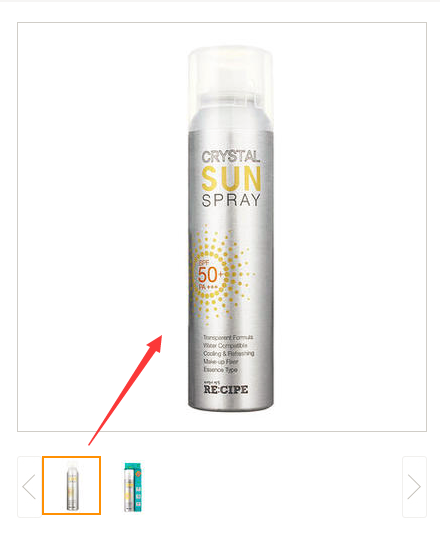 CRYSTAL
SUN
SPRAY
SPF
50+
PA +++
Transparent Formula
Water Compatible
Cooling & Refreshing
Make-up Fixer
Essence Type
RE:CIPE